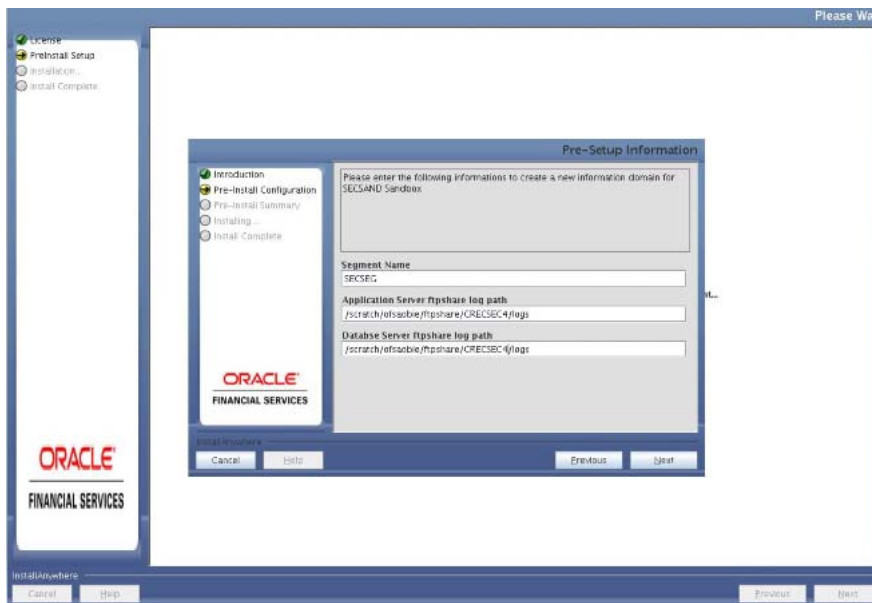 Please Wa
License
PreInstall Setup
Installation...
Install Complete
Pre-Setup Information
Introduction
Pre-Install Configuration
Pre-Install Summary
Installing...
Install Complete
Please enter the following informations to create a new information domain for
SECSAND Sandbox
Segment Name
SECSEG
Application Server ftpshare log path
/scratch/ofsaobie/ftpshare/CRECSEC4/logs
Databse Server ftpshare log path
/scratch/ofsaobie/ftpshare/CRECSEC4/logs
nt...
ORACLE
FINANCIAL SERVICES
InstallAnywhere
Cancel
Help
Previous
Next
ORACLE
FINANCIAL SERVICES
InstallAnywhere
Cancel
Help
Previous
Next